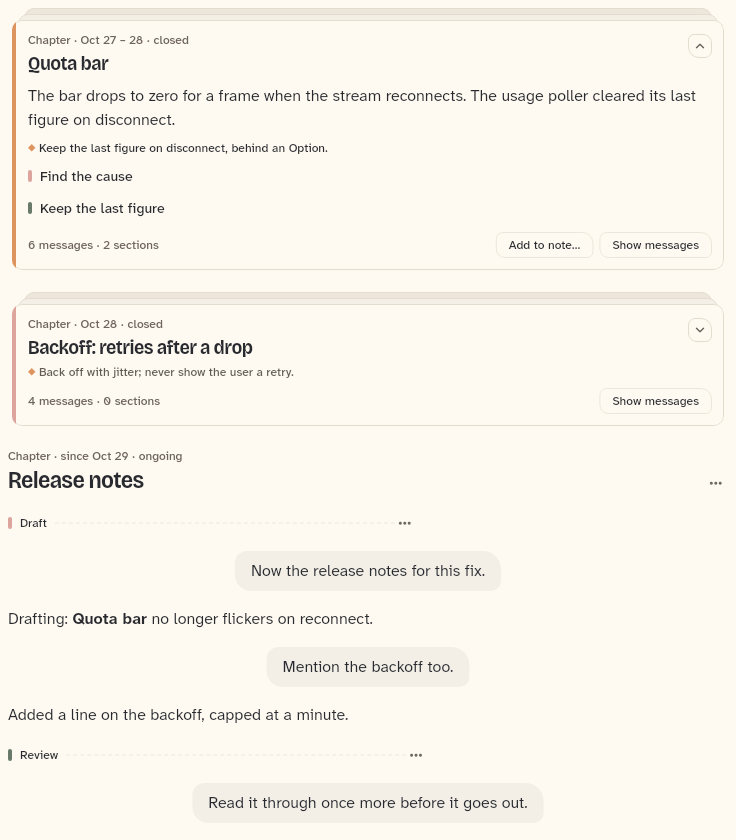 Chapter · Oct 27 – 28 · closed
Quota bar
The bar drops to zero for a frame when the stream reconnects. The usage poller cleared its last
figure on disconnect.
Keep the last figure on disconnect, behind an Option.
Find the cause
Keep the last figure
6 messages · 2 sections
Add to note…
Show messages
Chapter · Oct 28 · closed
Backoff: retries after a drop
Back off with jitter; never show the user a retry.
4 messages · 0 sections
Show messages
Chapter · since Oct 29 · ongoing
Release notes
Draft
Now the release notes for this fix.
Drafting: Quota bar no longer flickers on reconnect.
Mention the backoff too.
Added a line on the backoff, capped at a minute.
Review
Read it through once more before it goes out.